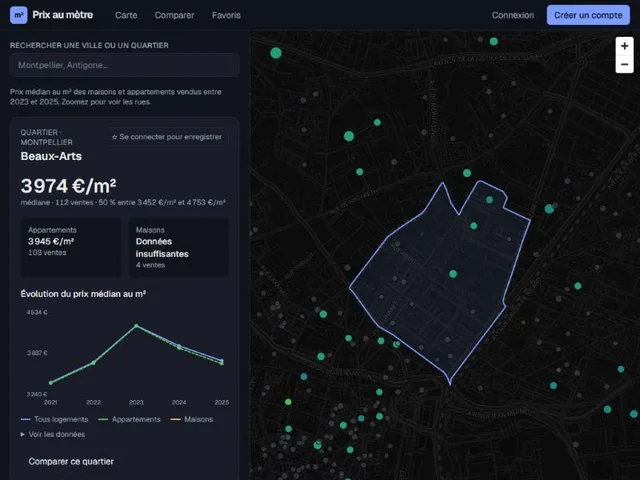 m² Prix au mètre Carte Comparer Favoris Connexion Créer un compte
RECHERCHER UNE VILLE OU UN QUARTIER
Montpellier, Antigone...
Prix médian au m² des maisons et appartements vendus entre
2023 et 2025. Zoomez pour voir les rues.
QUARTIER ·
MONTPELLIER
☆ Se connecter pour enregistrer
Beaux-Arts
3 974 €/m²
médiane · 112 ventes · 50 % entre 3 452 €/m² et 4 753 €/m²
Appartements
3 945 €/m²
108 ventes
Maisons
Données
insuffisantes
4 ventes
Évolution du prix médian au m²
4 534 €
3 887 €
3 240 €
2021 2022 2023 2024 2025
Tous logements Appartements Maisons
▶ Voir les données
Comparer ce quartier
+
−